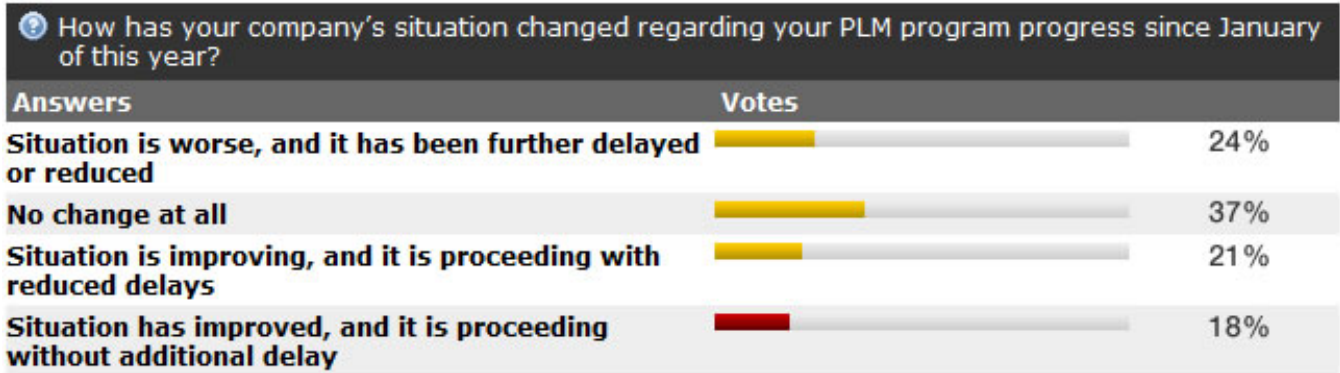 How has your company’s situation changed regarding your PLM program progress since January
of this year?
Answers Votes
Situation is worse, and it has been further delayed 24%
or reduced
No change at all 37%
Situation is improving, and it is proceeding with 21%
reduced delays
Situation has improved, and it is proceeding 18%
without additional delay